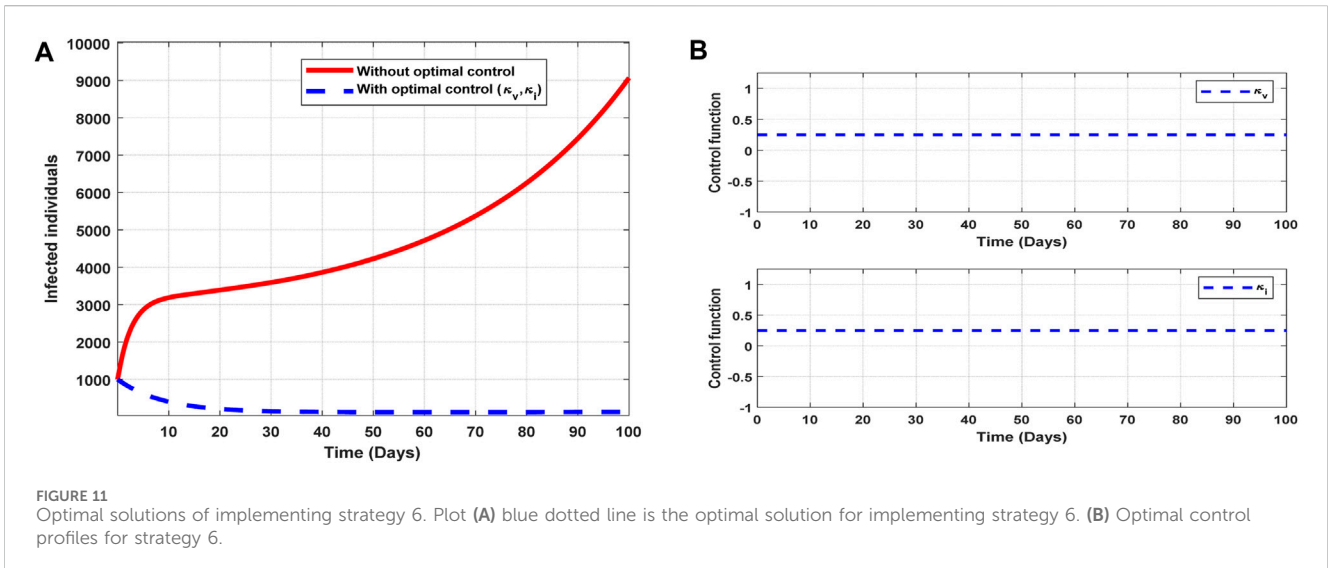 A
10000
9000
8000
7000
6000
5000
4000
3000
2000
1000
Infected individuals
Without optimal control
With optimal control (κv,κi)
10 20 30 40 50 60 70 80 90 100
Time (Days)
B
1
0.5
0
-0.5
-1
Control function
κv
0 10 20 30 40 50 60 70 80 90 100
Time (Days)
1
0.5
0
-0.5
-1
Control function
κi
0 10 20 30 40 50 60 70 80 90 100
Time (Days)
FIGURE 11
Optimal solutions of implementing strategy 6. Plot (A) blue dotted line is the optimal solution for implementing strategy 6. (B) Optimal control
profiles for strategy 6.